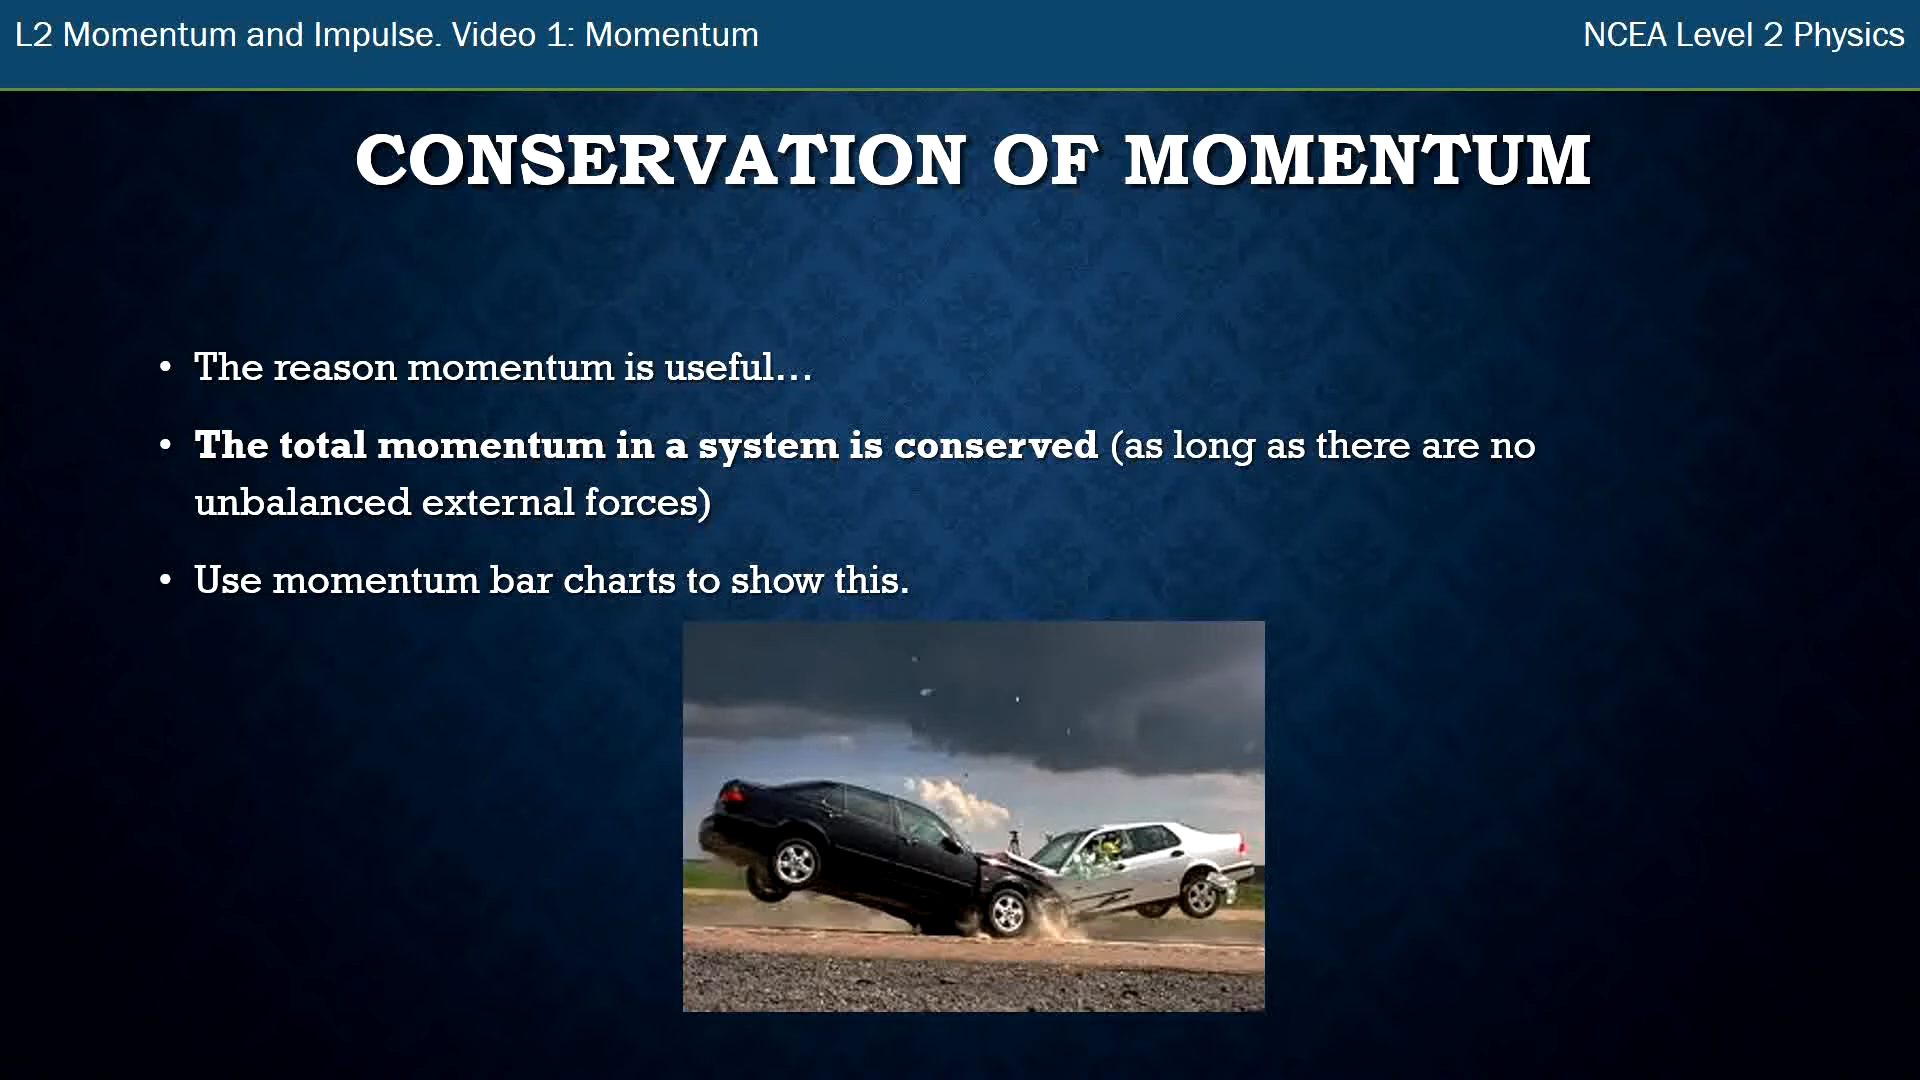 L2 Momentum and Impulse. Video 1: Momentum
NCEA Level 2 Physics
CONSERVATION OF MOMENTUM
• The reason momentum is useful…
• The total momentum in a system is conserved (as long as there are no
unbalanced external forces)
• Use momentum bar charts to show this.